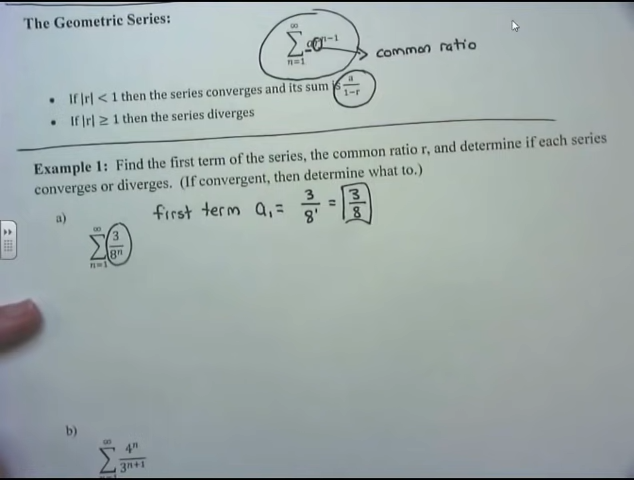 The Geometric Series:
∞
∑ ar^{n-1}
n=1
common ratio
• If |r| < 1 then the series converges and its sum is a/(1-r)
• If |r| ≥ 1 then the series diverges
Example 1: Find the first term of the series, the common ratio r, and determine if each series
converges or diverges. (If convergent, then determine what to.)
a)
first term a₁ = 3/8¹ = 3/8
∞
∑ 3/8ⁿ
n=1
b)
∞
∑ 4ⁿ/3ⁿ⁺¹